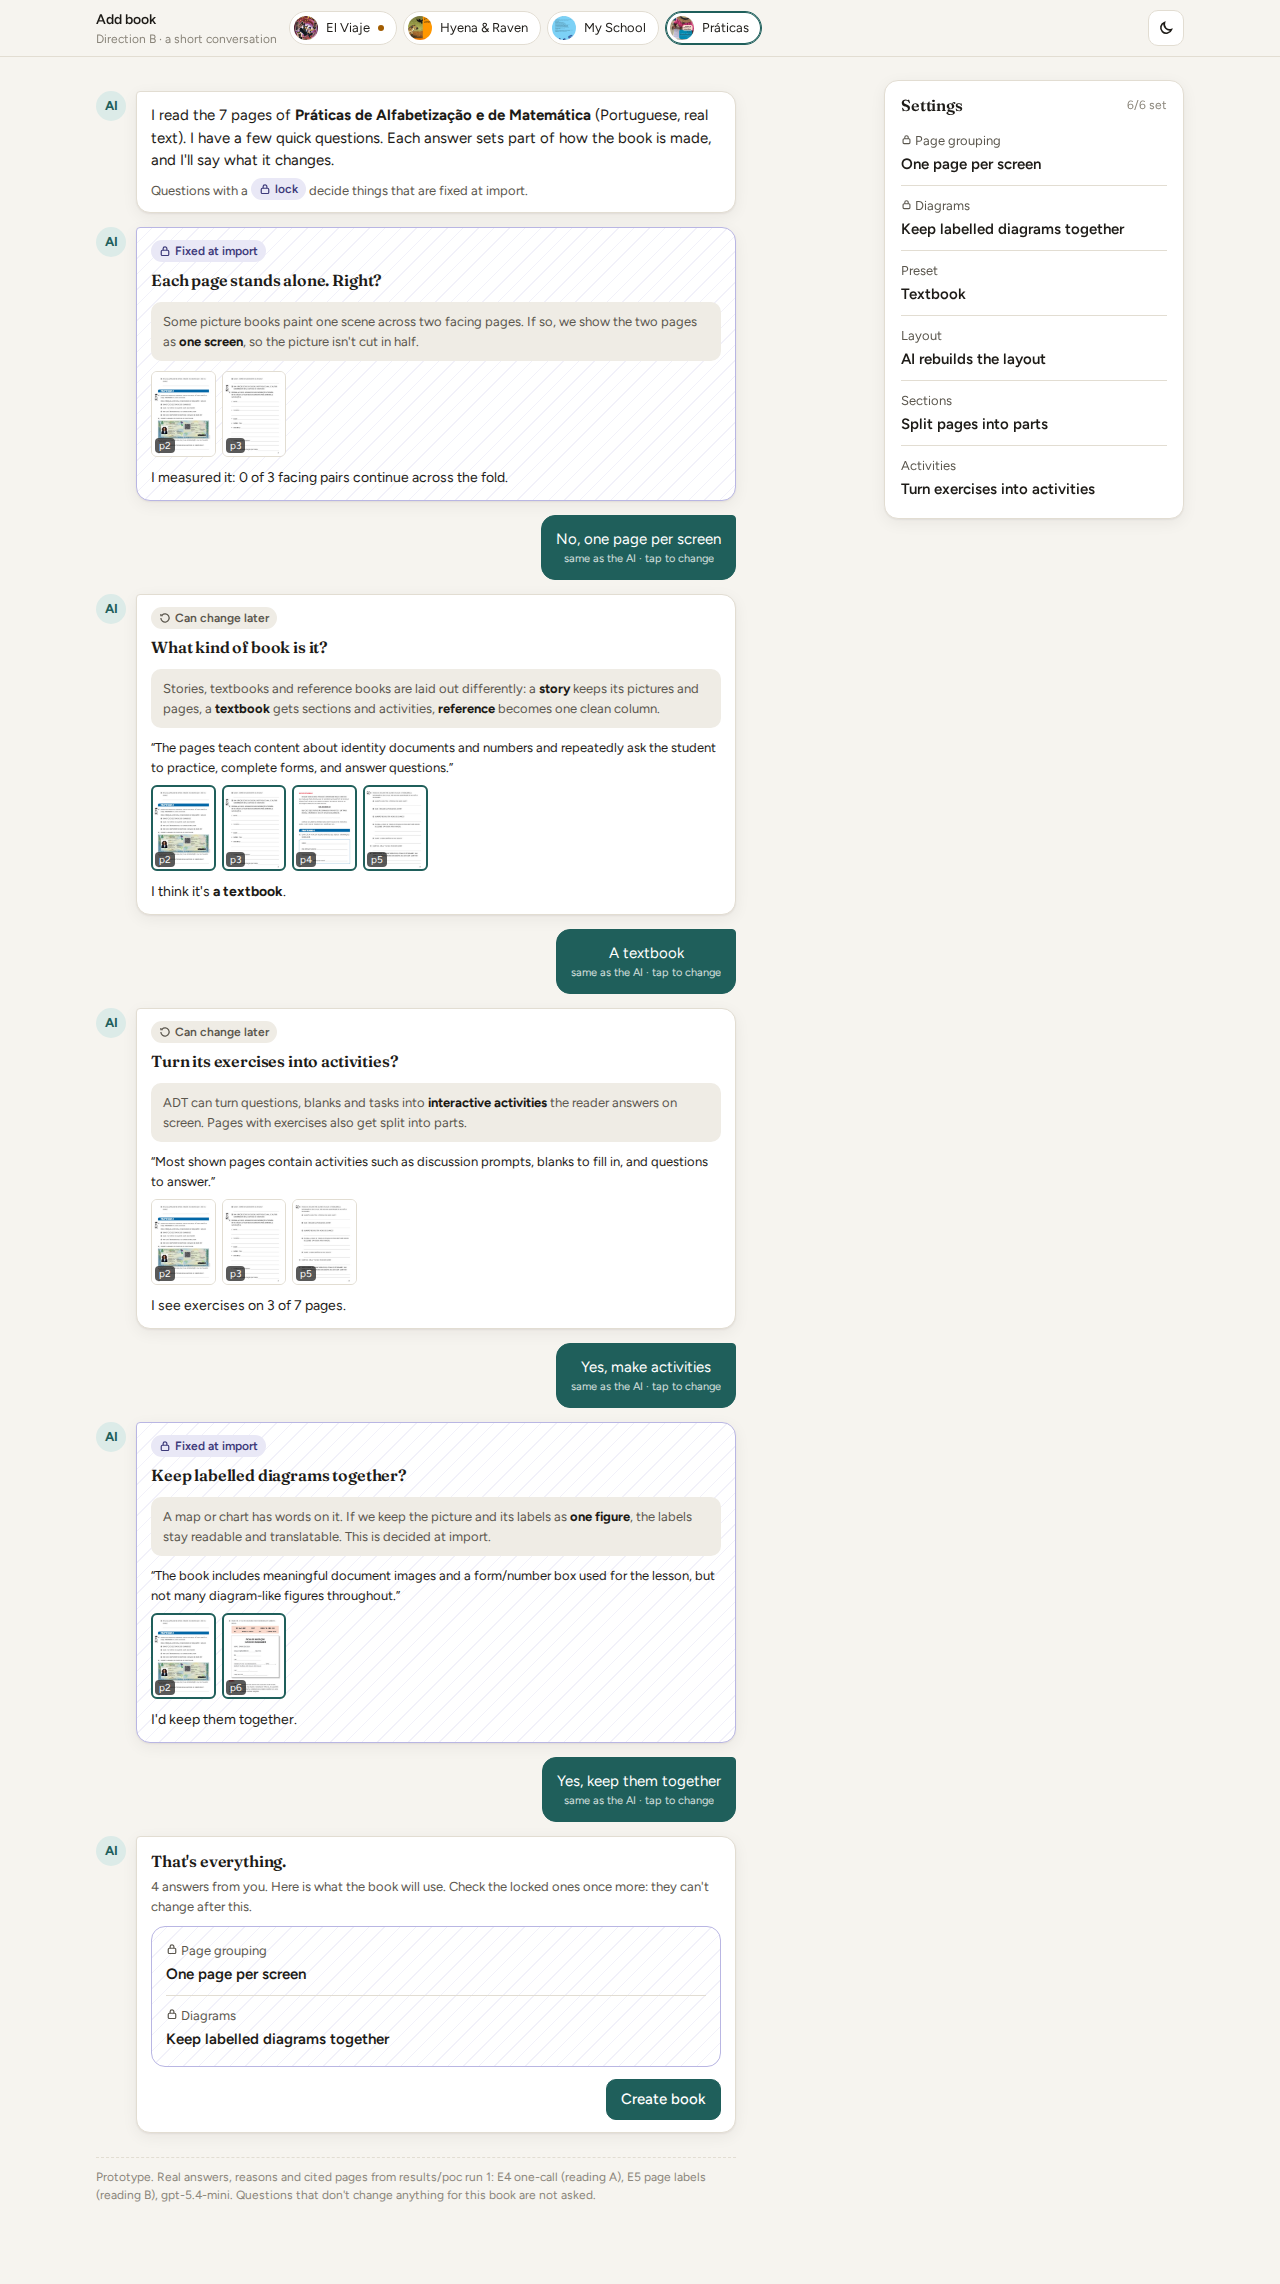 Add book
Direction B · a short conversation
El Viaje
Hyena & Raven
My School
Práticas
AI
I read the 7 pages of Práticas de Alfabetização e de Matemática (Portuguese, real
text). I have a few quick questions. Each answer sets part of how the book is made,
and I'll say what it changes.
Questions with a lock decide things that are fixed at import.
AI
Fixed at import
Each page stands alone. Right?
Some picture books paint one scene across two facing pages. If so, we show the two pages
as one screen, so the picture isn't cut in half.
p2
p3
I measured it: 0 of 3 facing pairs continue across the fold.
No, one page per screen
same as the AI · tap to change
AI
Can change later
What kind of book is it?
Stories, textbooks and reference books are laid out differently: a story keeps its pictures and
pages, a textbook gets sections and activities, reference becomes one clean column.
“The pages teach content about identity documents and numbers and repeatedly ask the student
to practice, complete forms, and answer questions.”
p2
p3
p4
p5
I think it's a textbook.
A textbook
same as the AI · tap to change
AI
Can change later
Turn its exercises into activities?
ADT can turn questions, blanks and tasks into interactive activities the reader answers on
screen. Pages with exercises also get split into parts.
“Most shown pages contain activities such as discussion prompts, blanks to fill in, and questions
to answer.”
p2
p3
p5
I see exercises on 3 of 7 pages.
Yes, make activities
same as the AI · tap to change
AI
Fixed at import
Keep labelled diagrams together?
A map or chart has words on it. If we keep the picture and its labels as one figure, the labels
stay readable and translatable. This is decided at import.
“The book includes meaningful document images and a form/number box used for the lesson, but
not many diagram-like figures throughout.”
p2
p6
I'd keep them together.
Yes, keep them together
same as the AI · tap to change
AI
That's everything.
4 answers from you. Here is what the book will use. Check the locked ones once more: they can't
change after this.
Page grouping
One page per screen
Diagrams
Keep labelled diagrams together
Create book
Prototype. Real answers, reasons and cited pages from results/poc run 1: E4 one-call (reading A), E5 page labels
(reading B), gpt-5.4-mini. Questions that don't change anything for this book are not asked.
Settings
6/6 set
Page grouping
One page per screen
Diagrams
Keep labelled diagrams together
Preset
Textbook
Layout
AI rebuilds the layout
Sections
Split pages into parts
Activities
Turn exercises into activities